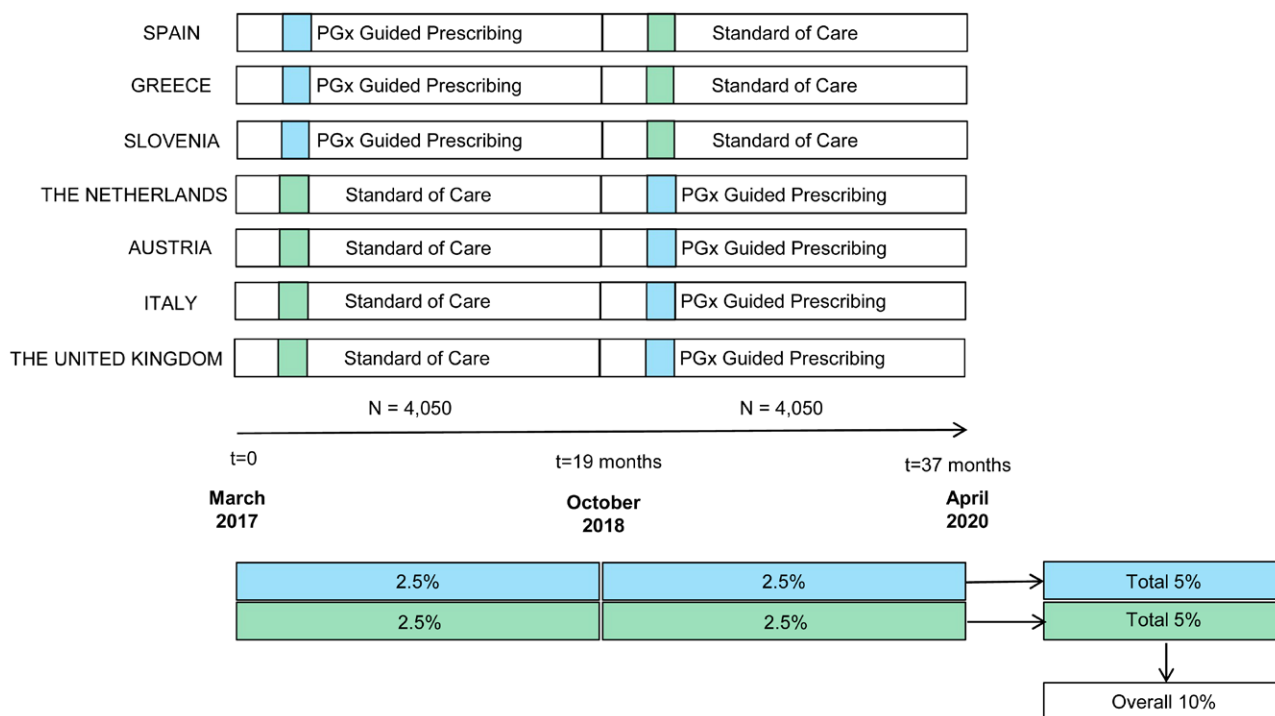 SPAIN PGx Guided Prescribing Standard of Care
GREECE PGx Guided Prescribing Standard of Care
SLOVENIA PGx Guided Prescribing Standard of Care
THE NETHERLANDS Standard of Care PGx Guided Prescribing
AUSTRIA Standard of Care PGx Guided Prescribing
ITALY Standard of Care PGx Guided Prescribing
THE UNITED KINGDOM Standard of Care PGx Guided Prescribing
N = 4,050 N = 4,050
t=0 t=19 months t=37 months
March October April
2017 2018 2020
2.5% 2.5% Total 5%
2.5% 2.5% Total 5%
Overall 10%